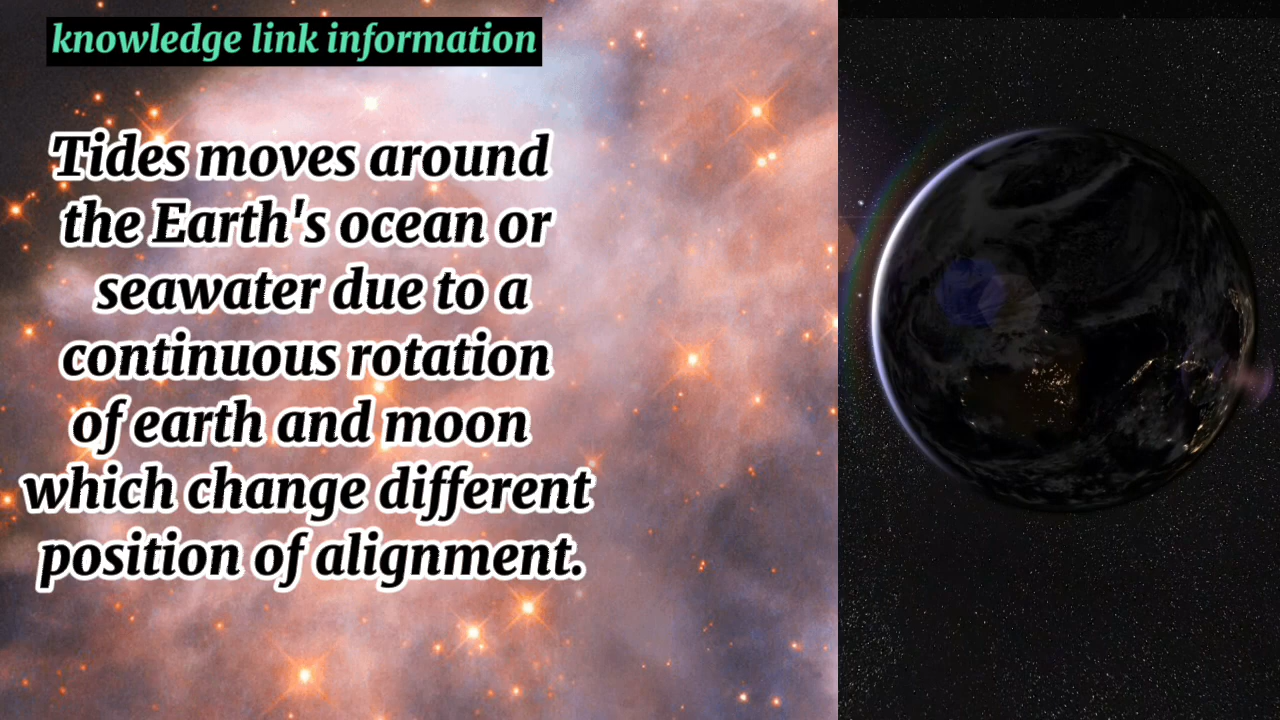 knowledge link information
Tides moves around
the Earth's ocean or
seawater due to a
continuous rotation
of earth and moon
which change different
position of alignment.